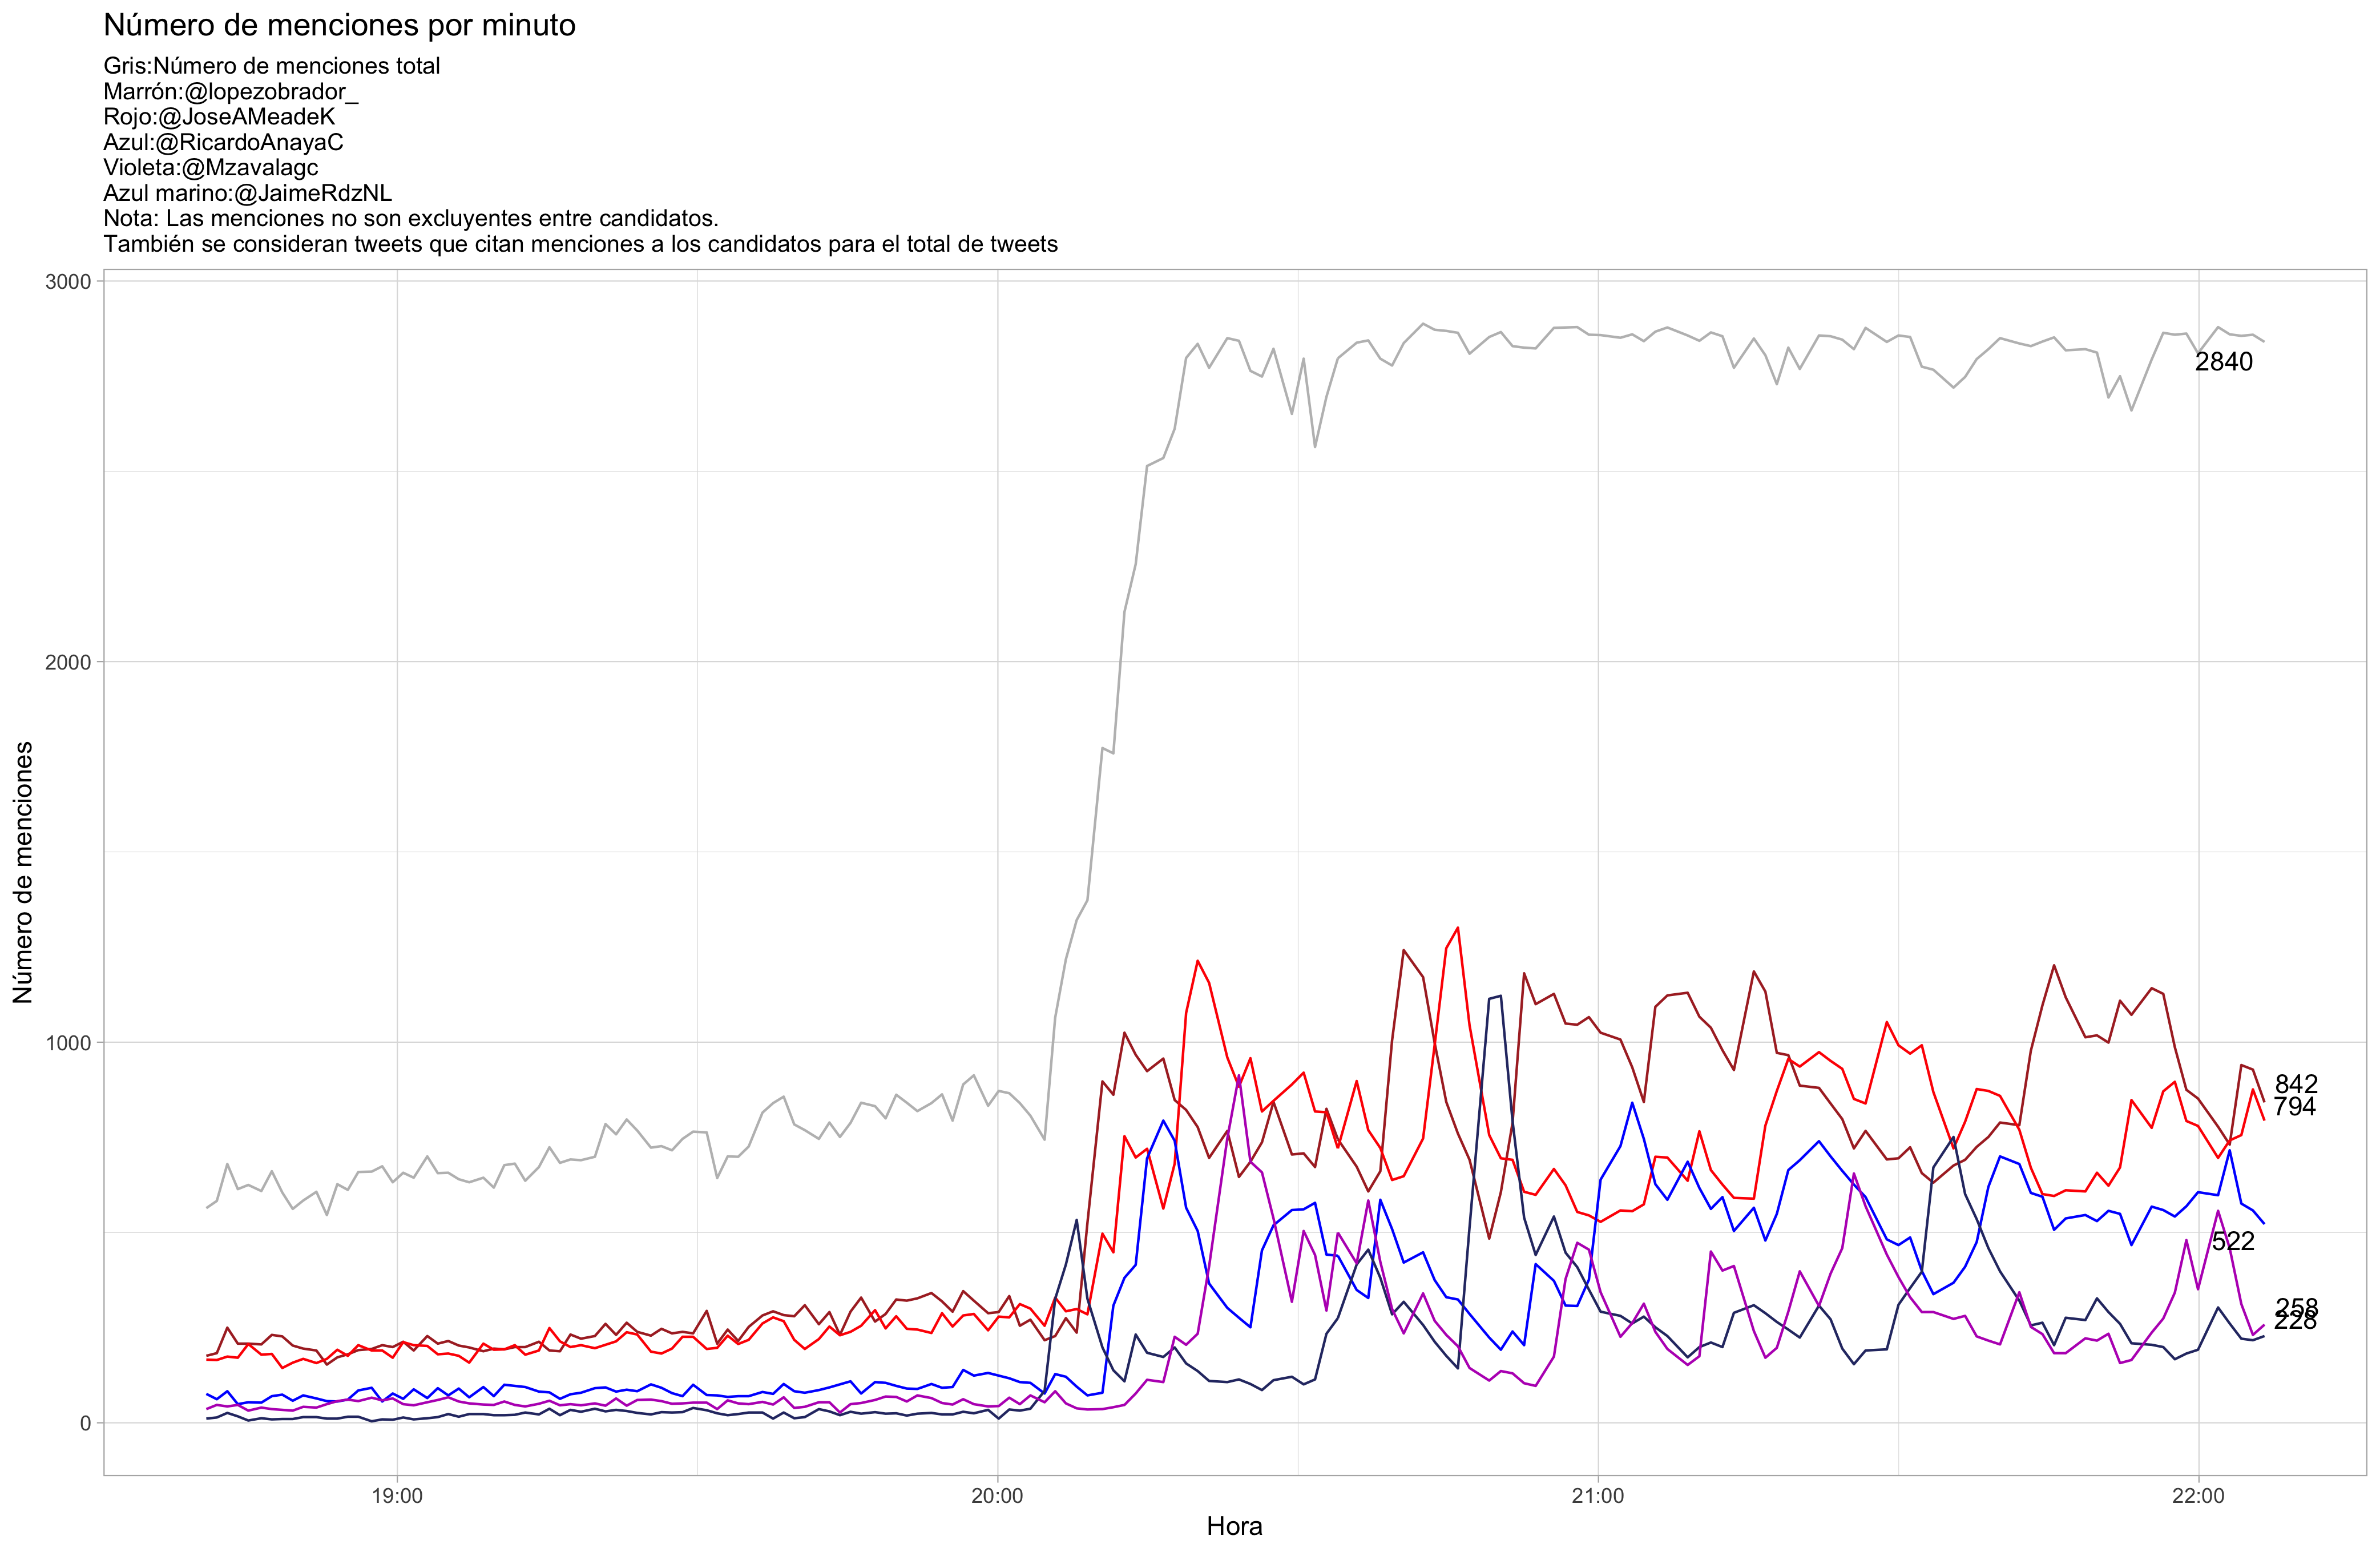 Número de menciones por minuto
Gris:Número de menciones total
Marrón:@lopezobrador_
Rojo:@JoseAMeadeK
Azul:@RicardoAnayaC
Violeta:@Mzavalagc
Azul marino:@JaimeRdzNL
Nota: Las menciones no son excluyentes entre candidatos.
También se consideran tweets que citan menciones a los candidatos para el total de tweets
Número de menciones
3000
2000
1000
0
2840
842
794
522
258
228
19:00
20:00
21:00
22:00
Hora